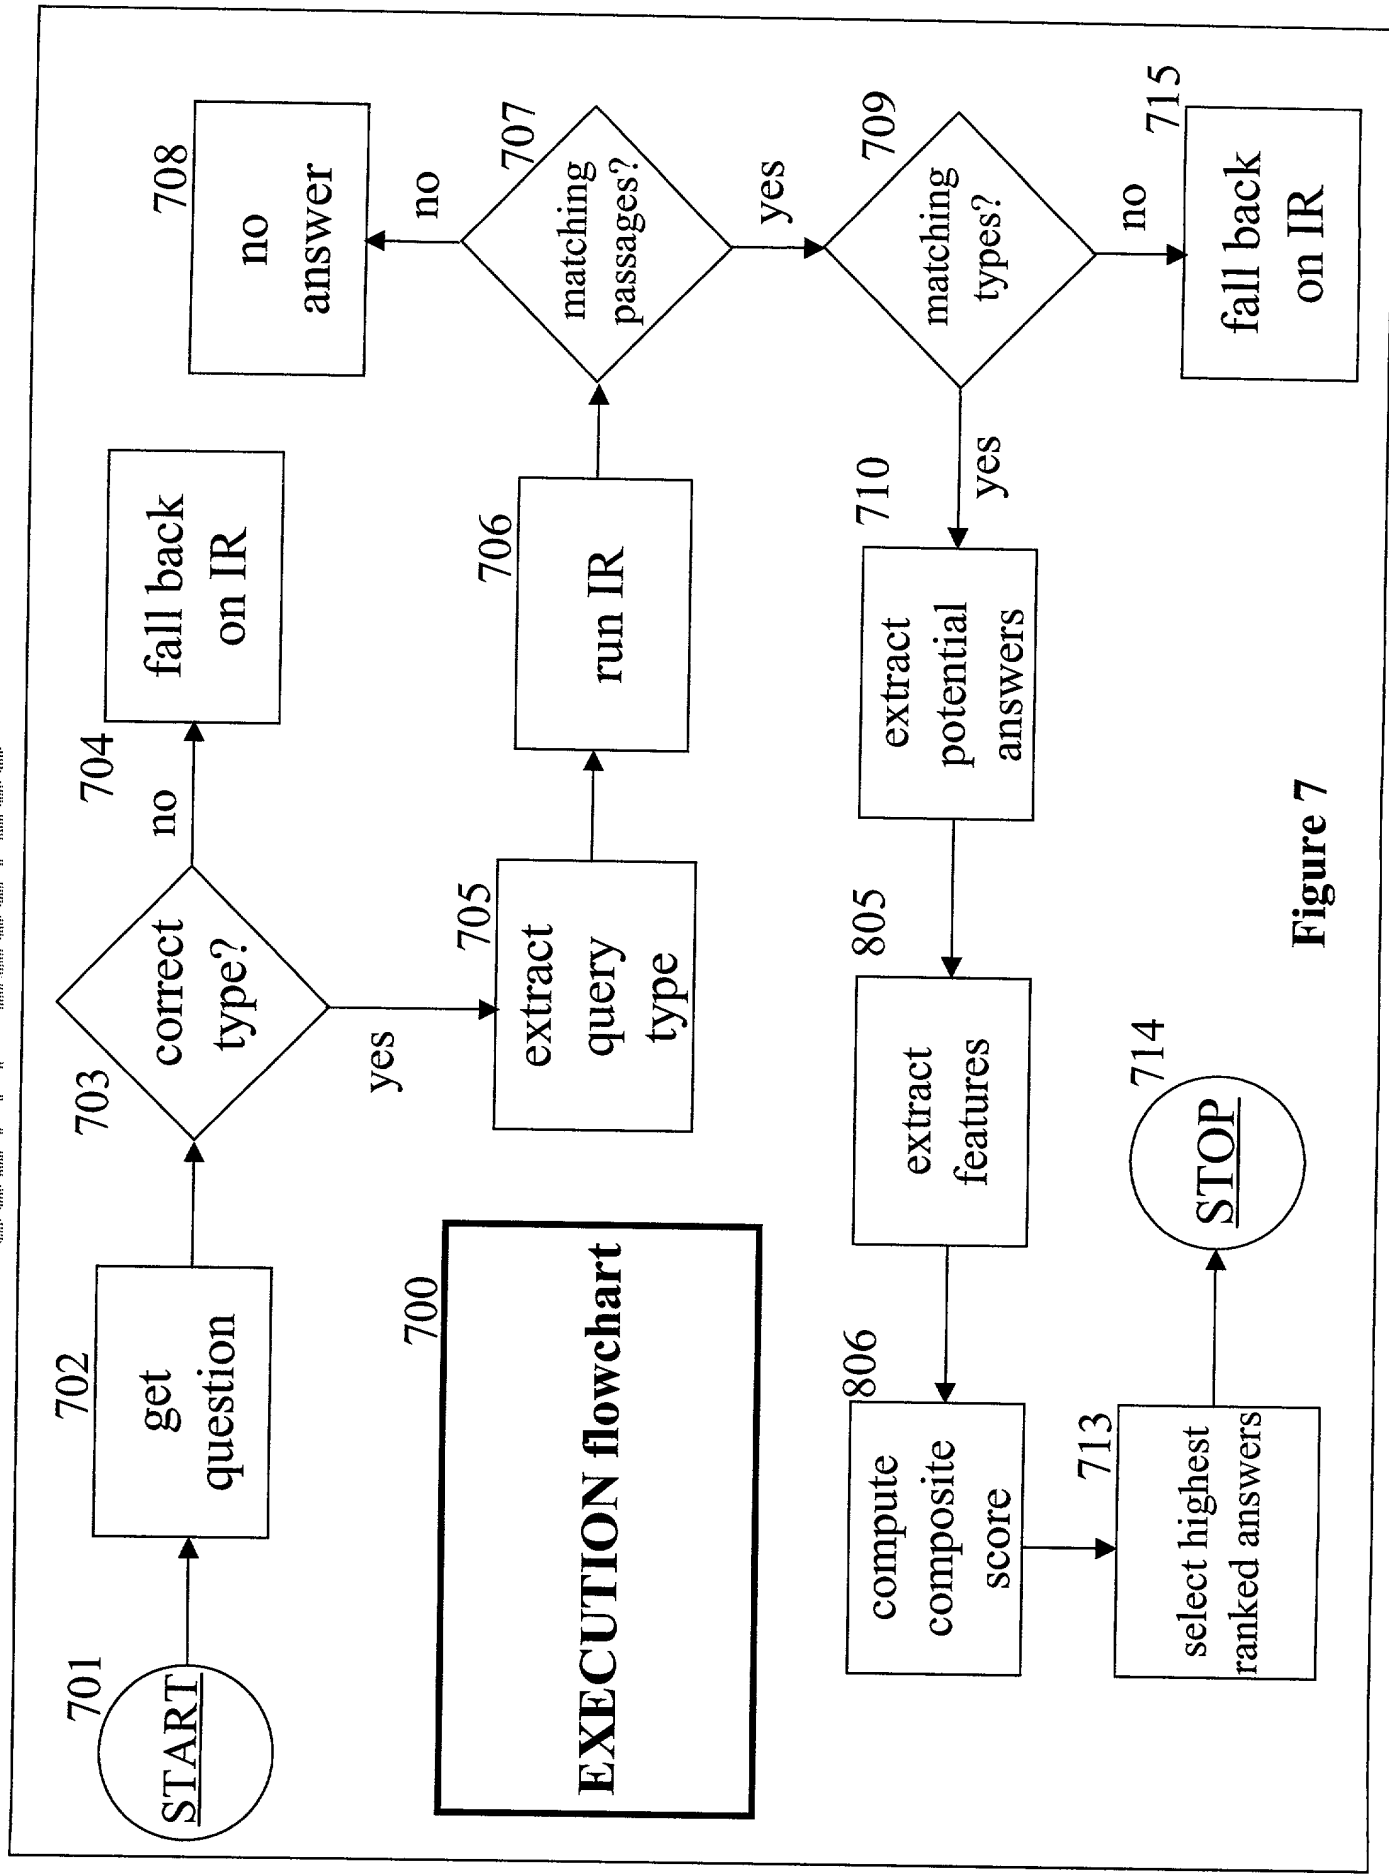 701
START
702
get
question
703
correct
type?
no
704
fall back
on IR
yes
705
extract
query
type
706
run IR
707
matching
passages?
no
708
no
answer
yes
709
matching
types?
no
715
fall back
on IR
yes
710
extract
potential
answers
805
extract
features
806
compute
composite
score
713
select highest
ranked answers
714
STOP
700
EXECUTION flowchart
Figure 7